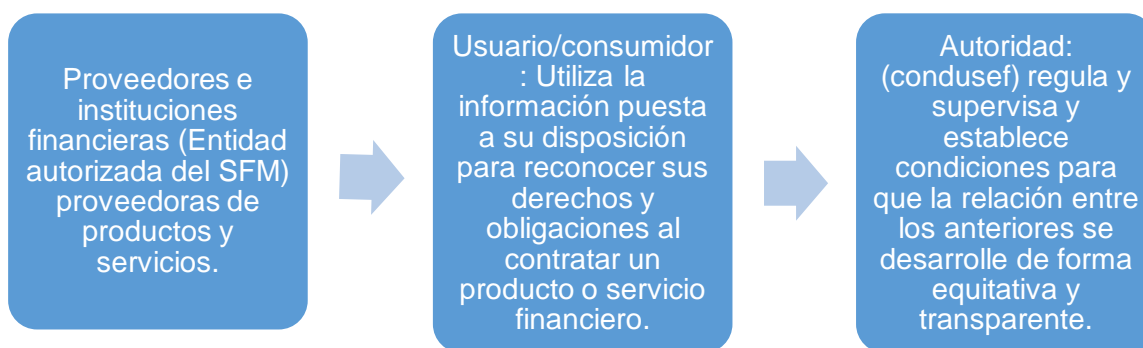 Proveedores e
instituciones
financieras (Entidad
autorizada del SFM)
proveedoras de
productos y
servicios.
Usuario/consumidor
: Utiliza la
información puesta
a su disposición
para reconocer sus
derechos y
obligaciones al
contratar un
producto o servicio
financiero.
Autoridad:
(condusef) regula y
supervisa y
establece
condiciones para
que la relación entre
los anteriores se
desarrolle de forma
equitativa y
transparente.